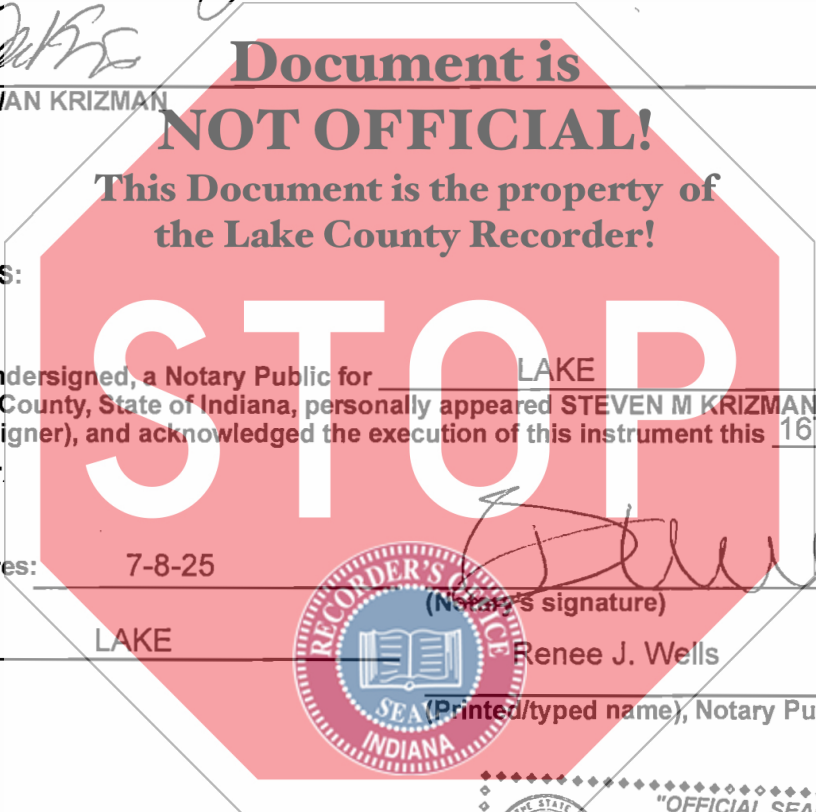 VAN KRIZMAN
Document is
NOT OFFICIAL!
This Document is the property of
the Lake County Recorder!
S:
STOP
ndersigned, a Notary Public for LAKE
County, State of Indiana, personally appeared STEVEN M KRIZMAN
igner), and acknowledged the execution of this instrument this 16
es: 7-8-25
(Notary's signature)
LAKE
Renee J. Wells
(Printed/typed name), Notary Pu
RECORDER'S OFFICE
SEAL
INDIANA
"OFFICIAL SEA
THE STATE